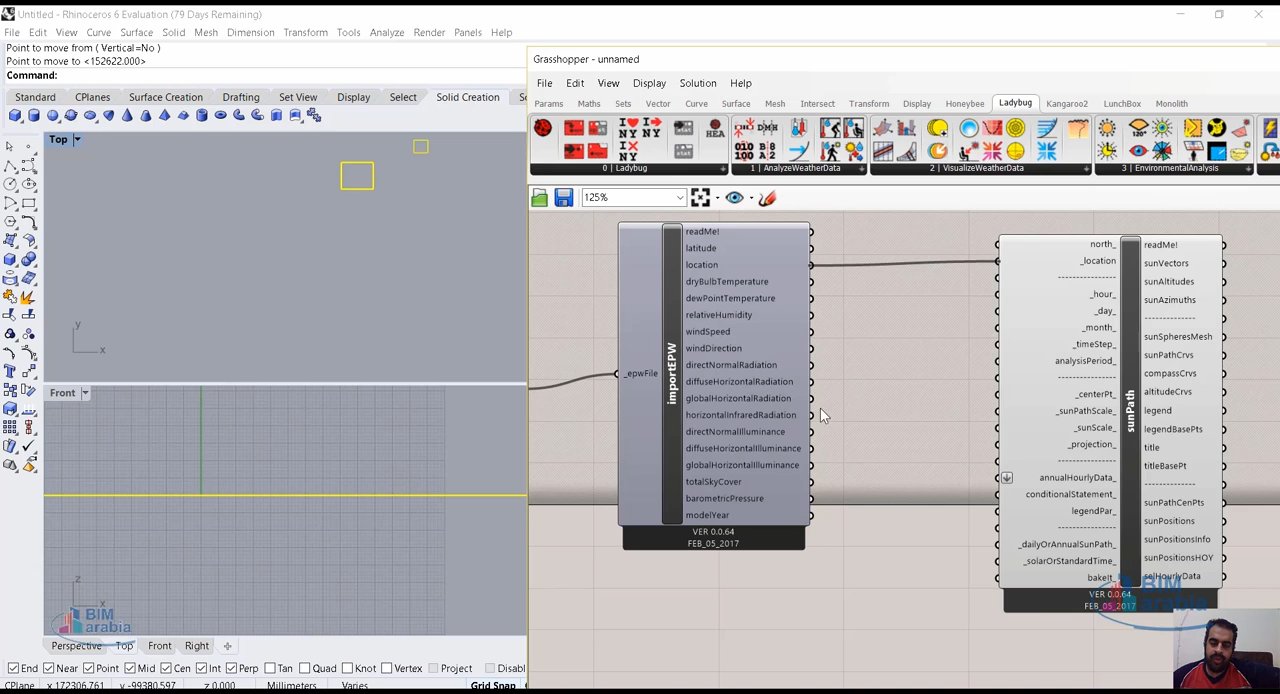 Untitled - Rhinoceros 6 Evaluation (79 Days Remaining)
File Edit View Curve Surface Solid Mesh Dimension Transform Tools Analyze Render Panels Help
Point to move from ( Vertical=No )
Point to move to <152622.000>
Command:
Standard CPlanes Surface Creation Drafting Set View Display Select Solid Creation
Top
y
x
Front
z
x
BIM
arabia
Perspective Top Front Right
End Near Point Mid Cen Int Perp Tan Quad Knot Vertex Project Disabl
CPlane x 172306.761 y -99380.597 z 0.000 Millimeters Varies Grid Snap
Grasshopper - unnamed
File Edit View Display Solution Help
Params Maths Sets Vector Curve Surface Mesh Intersect Transform Display Honeybee Ladybug Kangaroo2 LunchBox Monolith
0 | Ladybug 1 | AnalyzeWeatherData 2 | VisualizeWeatherData 3 | EnvironmentalAnalysis
125%
_epwFile
importEPW
readMe!
latitude
location
dryBulbTemperature
dewPointTemperature
relativeHumidity
windSpeed
windDirection
directNormalRadiation
diffuseHorizontalRadiation
globalHorizontalRadiation
horizontalInfraredRadiation
directNormalIlluminance
diffuseHorizontalIlluminance
globalHorizontalIlluminance
totalSkyCover
barometricPressure
modelYear
VER 0.0.64
FEB_05_2017
north_
_location
---------------
_hour_
_day_
_month_
_timeStep_
analysisPeriod_
---------------
_centerPt_
_sunPathScale_
_sunScale_
_projection_
---------------
annualHourlyData_
conditionalStatement_
legendPar_
---------------
_dailyOrAnnualSunPath_
_solarOrStandardTime_
bakeIt_
sunPath
readMe!
sunVectors
sunAltitudes
sunAzimuths
-------------
sunSpheresMesh
sunPathCrvs
compassCrvs
altitudeCrvs
legend
legendBasePts
title
titleBasePt
-------------
sunPathCenPts
sunPositions
sunPositionsInfo
sunPositionsHOY
selHourlyData
VER 0.0.64
FEB_05_2017
BIM
arabia